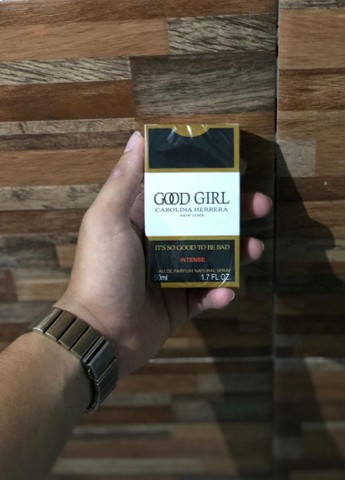 GOOD GIRL
CAROLINA HERRERA
NEW YORK
IT'S SO GOOD TO BE BAD
INTENSE
EAU DE PARFUM NATURAL SPRAY
50ml 1.7 FL OZ.